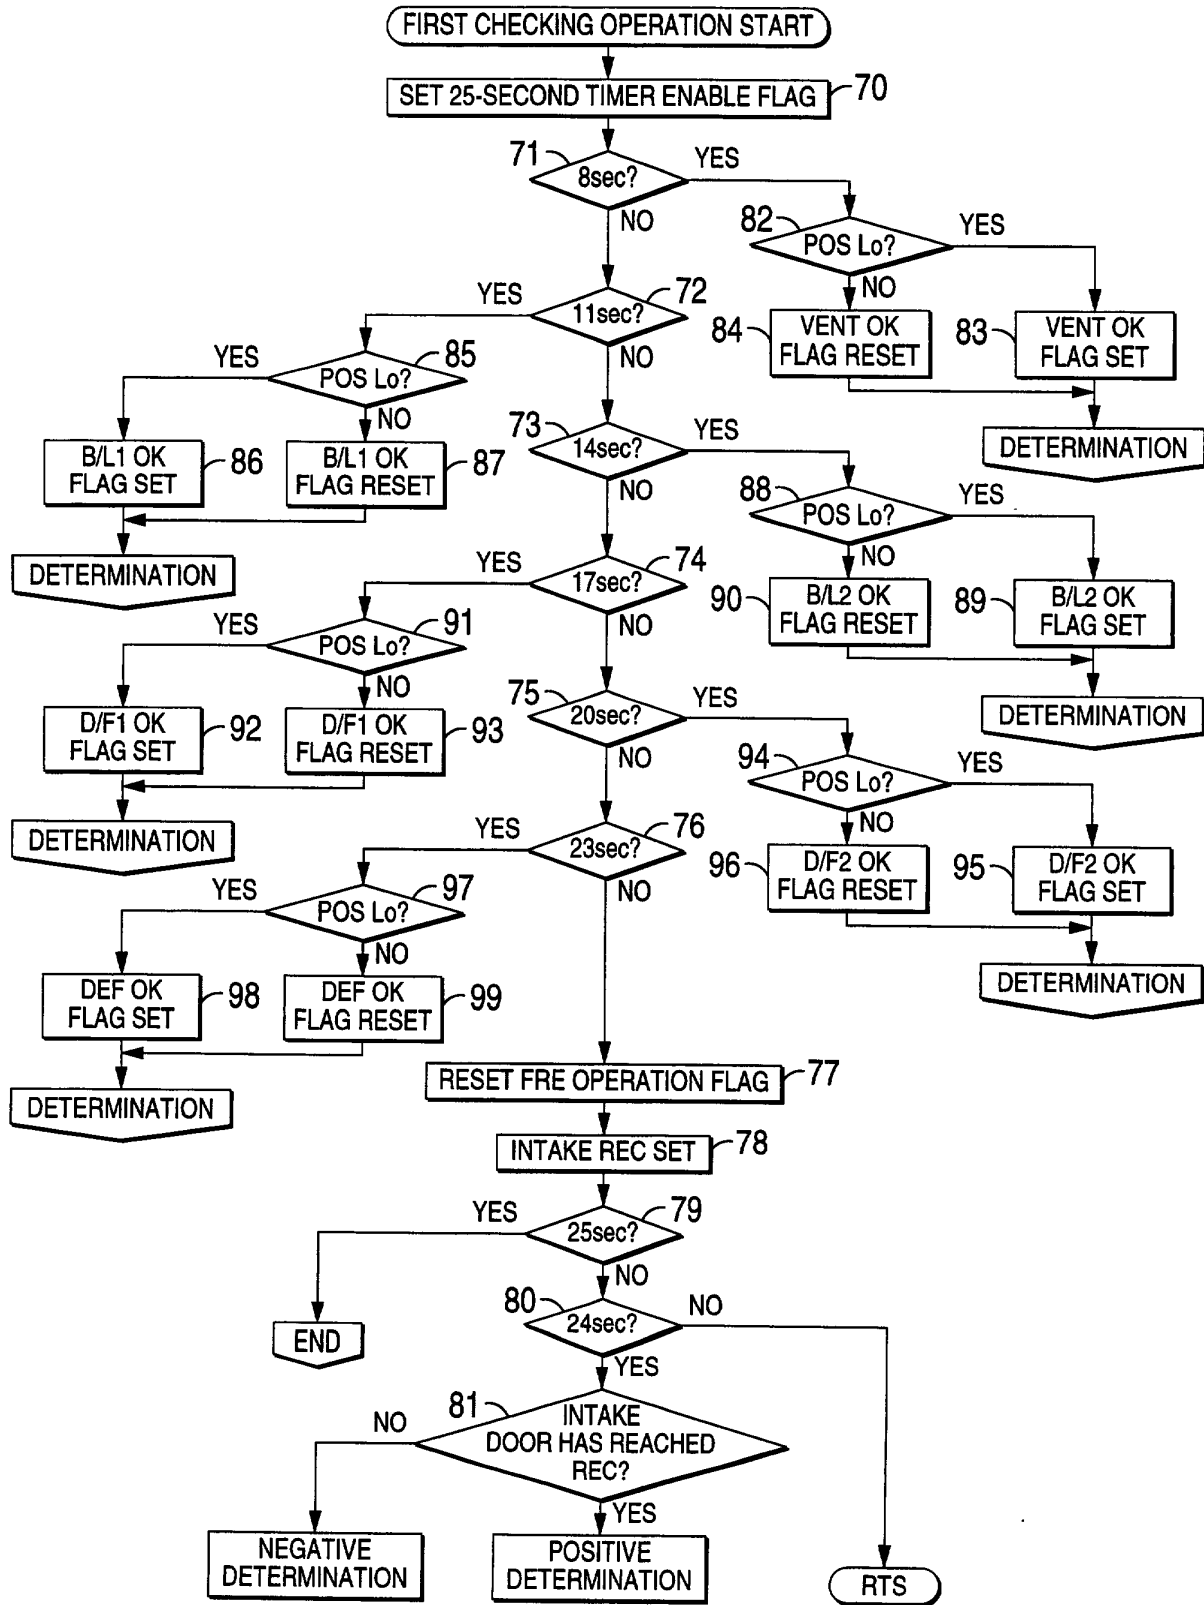 FIRST CHECKING OPERATION START
SET 25-SECOND TIMER ENABLE FLAG
70
71
8sec?
YES
NO
82
POS Lo?
YES
NO
84
VENT OK
FLAG RESET
83
VENT OK
FLAG SET
DETERMINATION
YES
11sec?
72
NO
YES
POS Lo?
85
NO
B/L1 OK
FLAG SET
86
B/L1 OK
FLAG RESET
87
DETERMINATION
73
14sec?
YES
NO
88
POS Lo?
YES
NO
90
B/L2 OK
FLAG RESET
89
B/L2 OK
FLAG SET
DETERMINATION
YES
17sec?
74
NO
YES
POS Lo?
91
NO
D/F1 OK
FLAG SET
92
D/F1 OK
FLAG RESET
93
DETERMINATION
75
20sec?
YES
NO
94
POS Lo?
YES
NO
96
D/F2 OK
FLAG RESET
95
D/F2 OK
FLAG SET
DETERMINATION
YES
23sec?
76
NO
YES
POS Lo?
97
NO
DEF OK
FLAG SET
98
DEF OK
FLAG RESET
99
DETERMINATION
RESET FRE OPERATION FLAG
77
INTAKE REC SET
78
YES
25sec?
79
NO
END
80
24sec?
NO
YES
81
INTAKE
DOOR HAS REACHED
REC?
NO
YES
NEGATIVE
DETERMINATION
POSITIVE
DETERMINATION
RTS